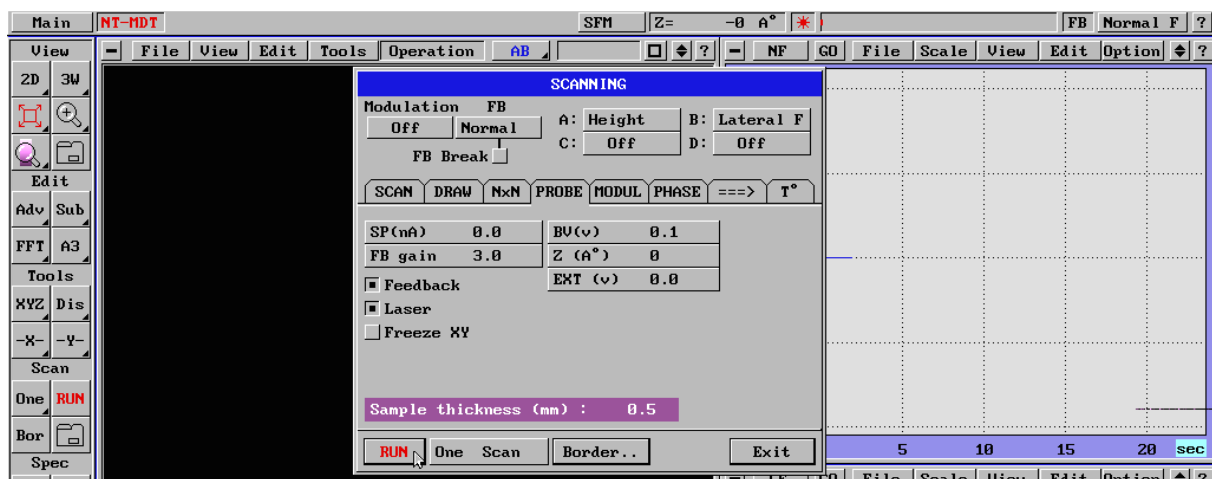 Main NT-MDT SFM Z= -0 A° FB Normal F ?
View File View Edit Tools Operation AB ? NF GO File Scale View Edit Option ?
2D 3W
SCANNING
Modulation FB
Off Normal A: Height B: Lateral F
FB Break C: Off D: Off
Edit
SCAN DRAW NxN PROBE MODUL PHASE ===> T°
Adv Sub
SP(nA) 0.0 BV(v) 0.1
FFT A3 FB gain 3.0 Z (A°) 0
Tools
Feedback EXT (v) 0.0
XYZ Dis Laser
-X- -Y- Freeze XY
Scan
One RUN
Sample thickness (mm) : 0.5
Bor
RUN One Scan Border.. Exit 5 10 15 20 sec
Spec
GO File Scale View Edit Option ?